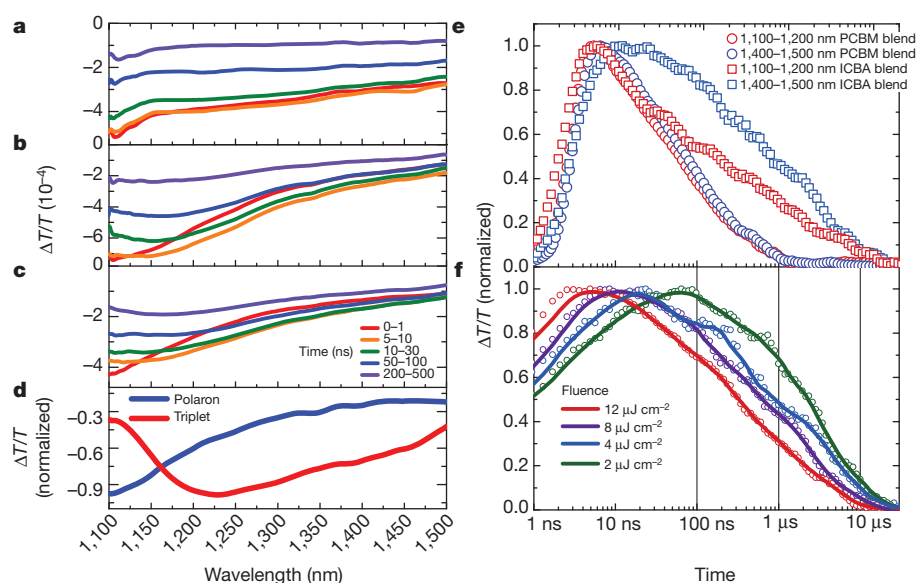 a
0
−2
−4
0
b
−2
−4
−6
0
c
−2
−4
0–1
5–10
Time (ns)
10–30
50–100
200–500
ΔT/T (10⁻⁴)
d
−0.3
−0.6
−0.9
Polaron
Triplet
ΔT/T
(normalized)
1,100
1,150
1,200
1,250
1,300
1,350
1,400
1,450
1,500
Wavelength (nm)
e
1.0
0.8
0.6
0.4
0.2
0.0
1,100–1,200 nm PCBM blend
1,400–1,500 nm PCBM blend
1,100–1,200 nm ICBA blend
1,400–1,500 nm ICBA blend
ΔT/T (normalized)
f
1.0
0.8
0.6
0.4
0.2
0.0
Fluence
12 μJ cm⁻²
8 μJ cm⁻²
4 μJ cm⁻²
2 μJ cm⁻²
1 ns
10 ns
100 ns
1 μs
10 μs
Time